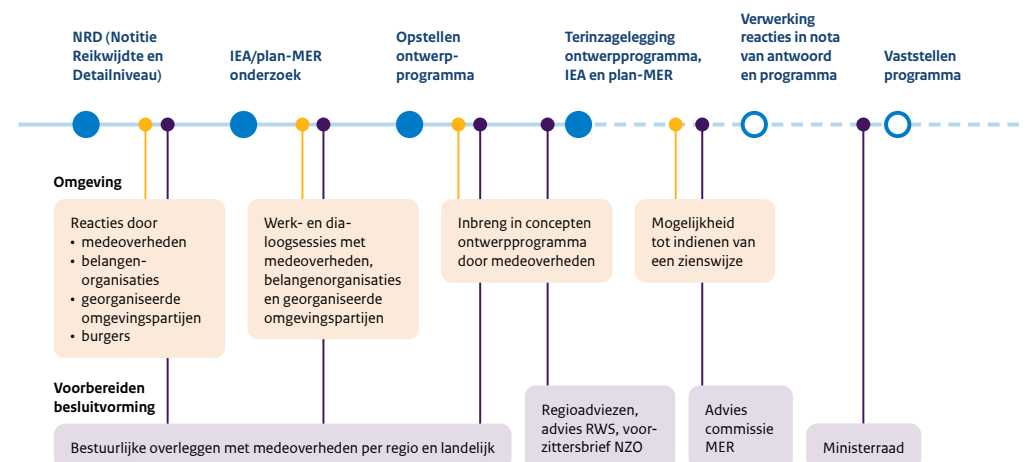 NRD (Notitie
Reikwijdte en
Detailniveau)
IEA/plan-MER
onderzoek
Opstellen
ontwerp-
programma
Terinzagelegging
ontwerpprogramma,
IEA en plan-MER
Verwerking
reacties in nota
van antwoord
en programma
Vaststellen
programma
Omgeving
Reacties door
• medeoverheden
• belangen-
organisaties
• georganiseerde
omgevingspartijen
• burgers
Werk- en dia-
loogsessies met
medeoverheden,
belangenorganisaties
en georganiseerde
omgevingspartijen
Inbreng in concepten
ontwerpprogramma
door medeoverheden
Mogelijkheid
tot indienen van
een zienswijze
Voorbereiden
besluitvorming
Bestuurlijke overleggen met medeoverheden per regio en landelijk
Regioadviezen,
advies RWS, voor-
zittersbrief NZO
Advies
commissie
MER
Ministerraad